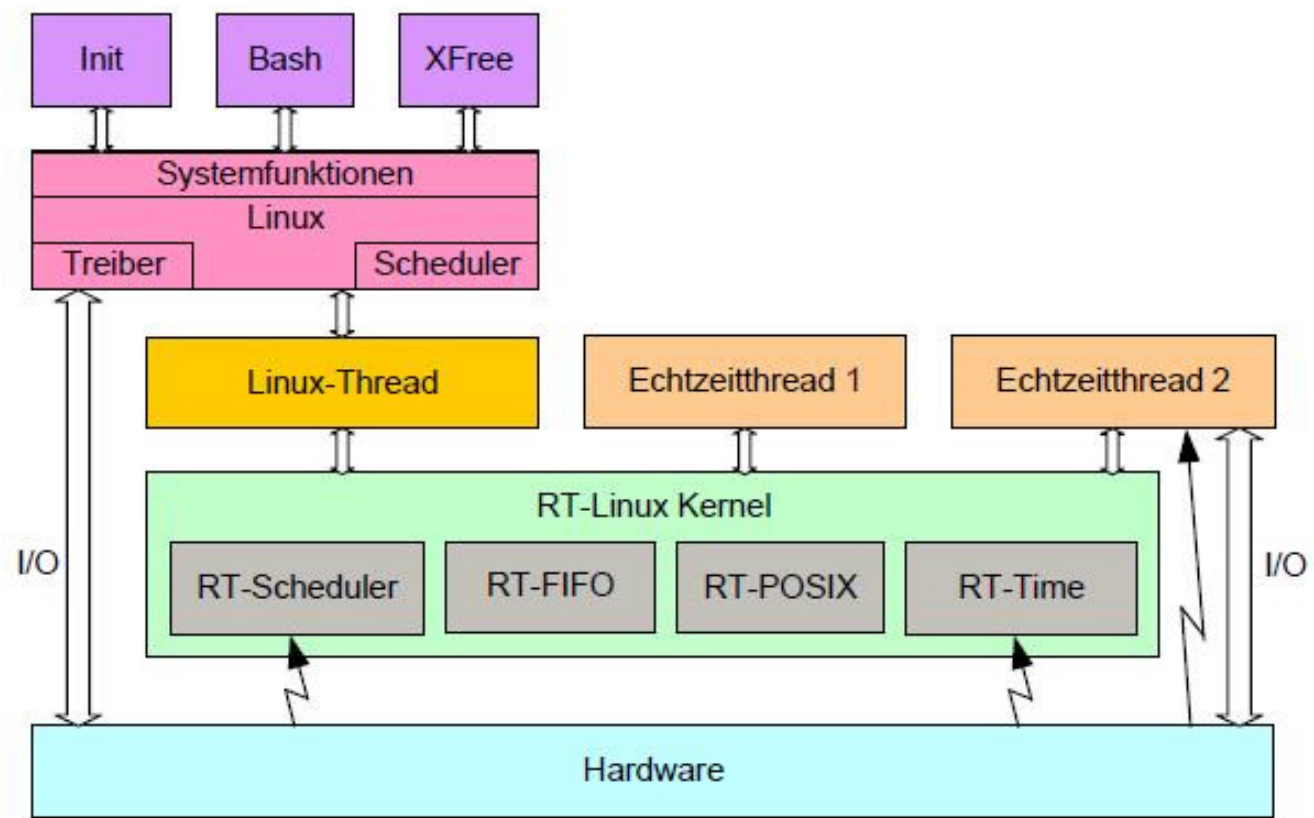 Init
Bash
XFree
Systemfunktionen
Linux
Treiber
Scheduler
Linux-Thread
Echtzeitthread 1
Echtzeitthread 2
RT-Linux Kernel
I/O
RT-Scheduler
RT-FIFO
RT-POSIX
RT-Time
I/O
Hardware